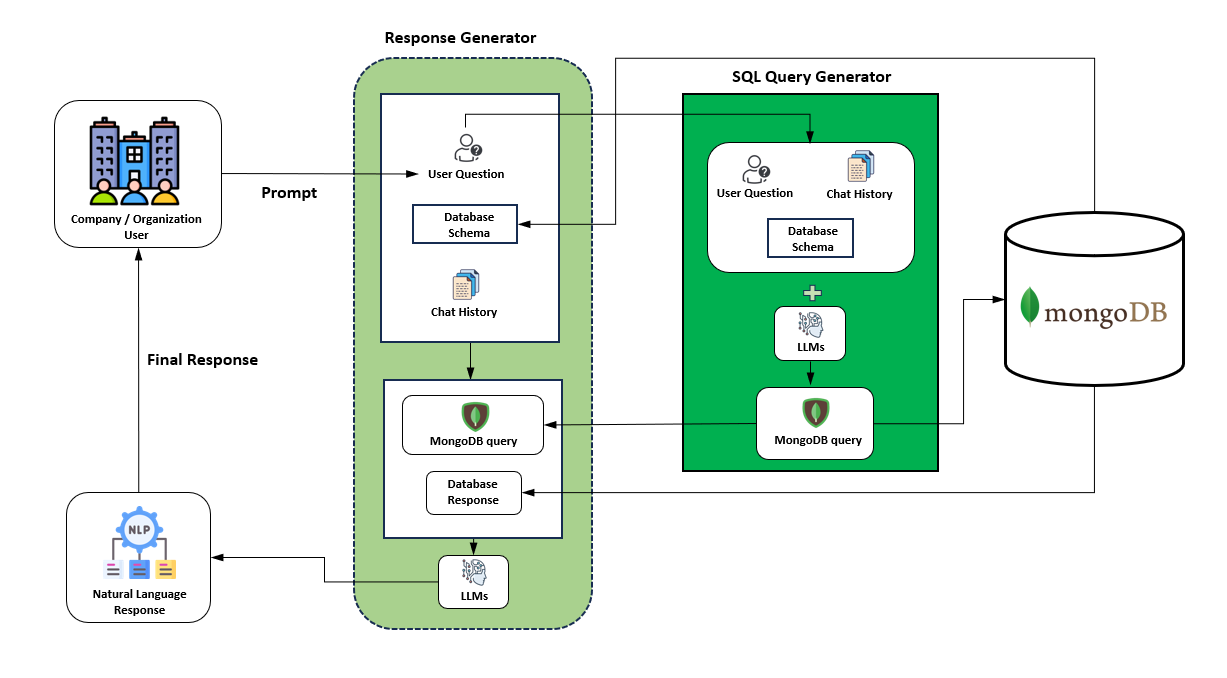 Response Generator
SQL Query Generator
User Question
User Question
Chat History
Prompt
Company / Organization
User
Database
Schema
Database
Schema
Chat History
mongoDB
LLMs
Final Response
MongoDB query
MongoDB query
Database
Response
NLP
Natural Language
Response
LLMs